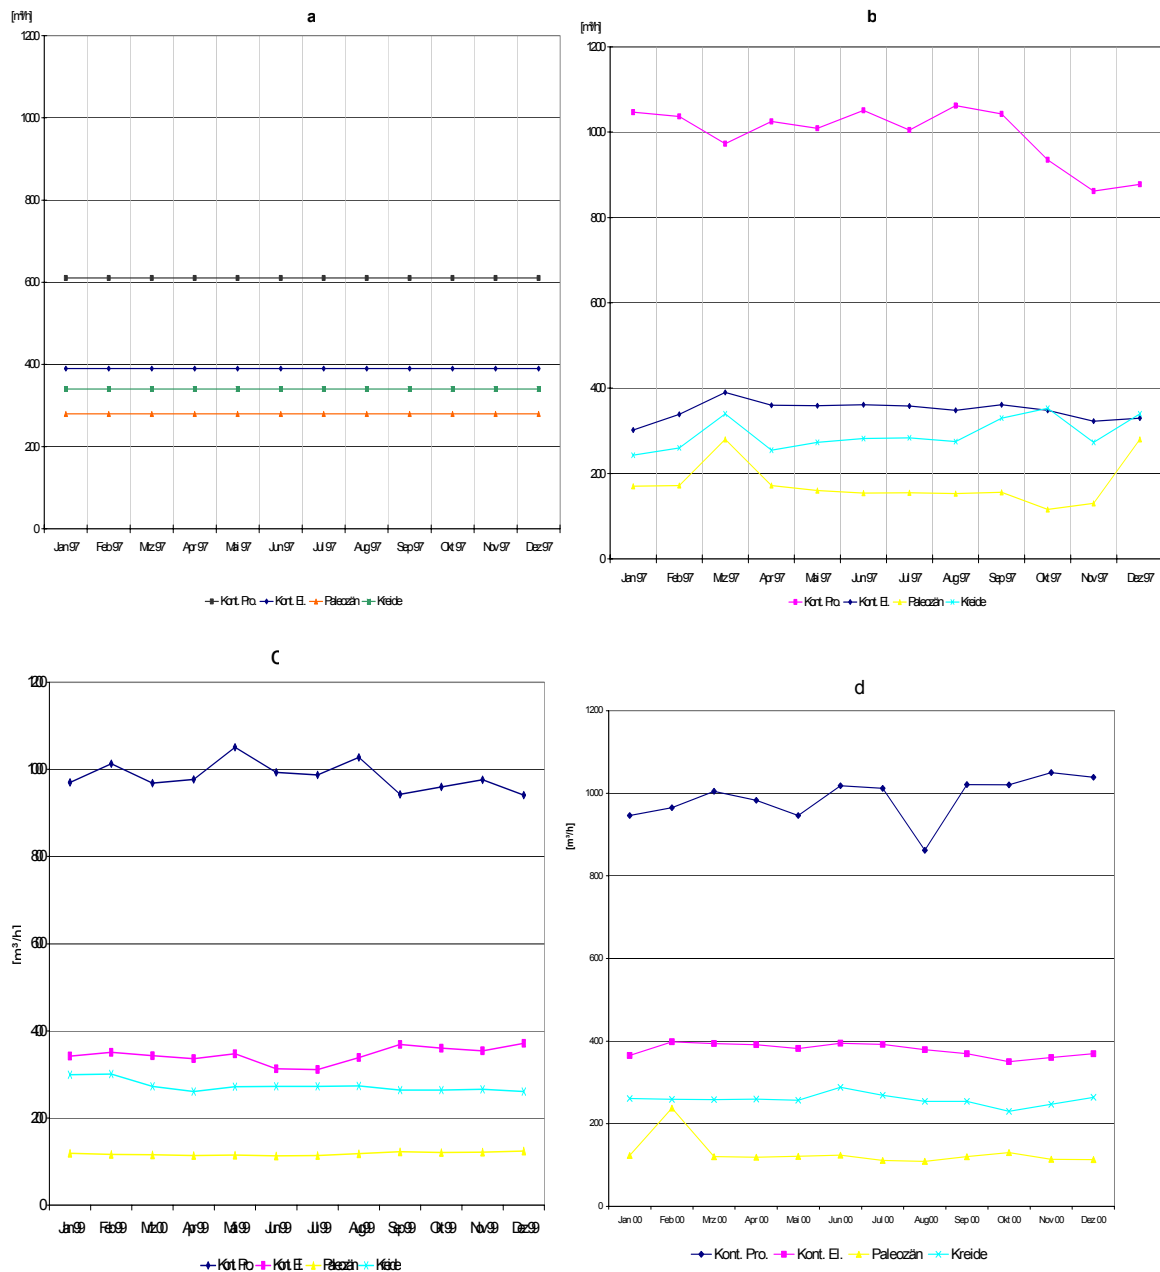 a
[m³/h]
1200
1000
800
600
400
200
0
Jan 97 Feb 97 Mrz 97 Apr 97 Mai 97 Jun 97 Jul 97 Aug 97 Sep 97 Okt 97 Nov 97 Dez 97
Kont. Pro. Kont. El. Paleozän Kreide
b
[m³/h]
1200
1000
800
600
400
200
0
Jan 97 Feb 97 Mrz 97 Apr 97 Mai 97 Jun 97 Jul 97 Aug 97 Sep 97 Okt 97 Nov 97 Dez 97
Kont. Pro. Kont. El. Paleozän Kreide
C
[m³/h]
1200
1000
800
600
400
200
0
Jan 99 Feb 99 Mrz 00 Apr 99 Mai 99 Jun 99 Jul 99 Aug 99 Sep 99 Okt 99 Nov 99 Dez 99
Kont. Pro. Kont. El. Paleozän Kreide
d
[m³/h]
1200
1000
800
600
400
200
0
Jan 00 Feb 00 Mrz 00 Apr 00 Mai 00 Jun 00 Jul 00 Aug 00 Sep 00 Okt 00 Nov 00 Dez 00
Kont. Pro. Kont. El. Paleozän Kreide